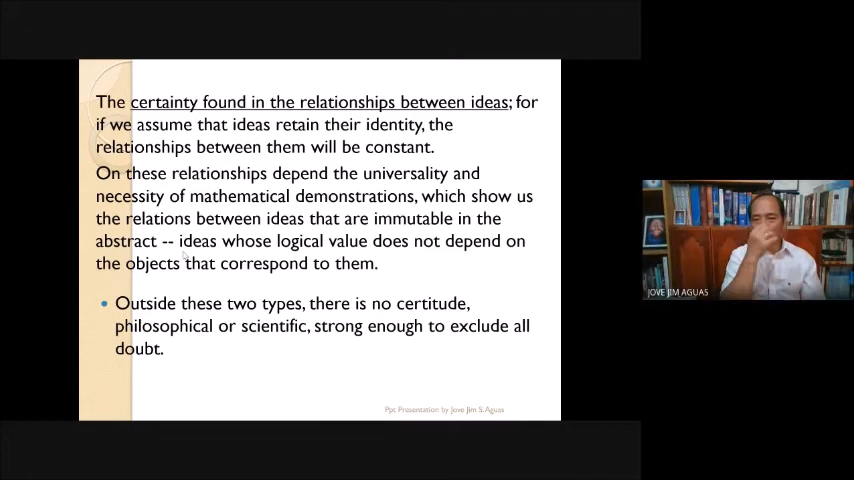 The certainty found in the relationships between ideas; for
if we assume that ideas retain their identity, the
relationships between them will be constant.
On these relationships depend the universality and
necessity of mathematical demonstrations, which show us
the relations between ideas that are immutable in the
abstract -- ideas whose logical value does not depend on
the objects that correspond to them.
• Outside these two types, there is no certitude,
philosophical or scientific, strong enough to exclude all
doubt.
Ppt Presentation by Jove Jim S. Aguas
JOVE JIM AGUAS